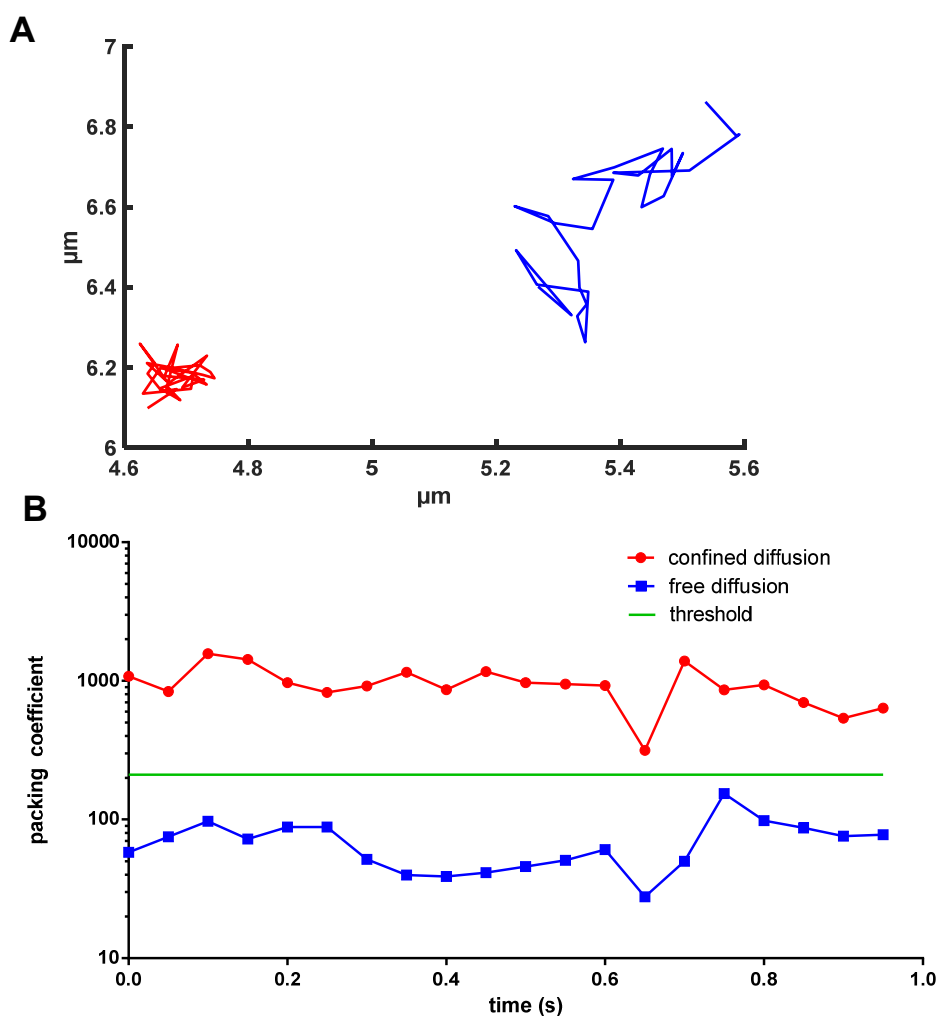 A
7
6.8
6.6
µm
6.4
6.2
6
4.6 4.8 5 5.2 5.4 5.6
µm
B
10000
confined diffusion
free diffusion
threshold
1000
packing coefficient
100
10
0.0 0.2 0.4 0.6 0.8 1.0
time (s)